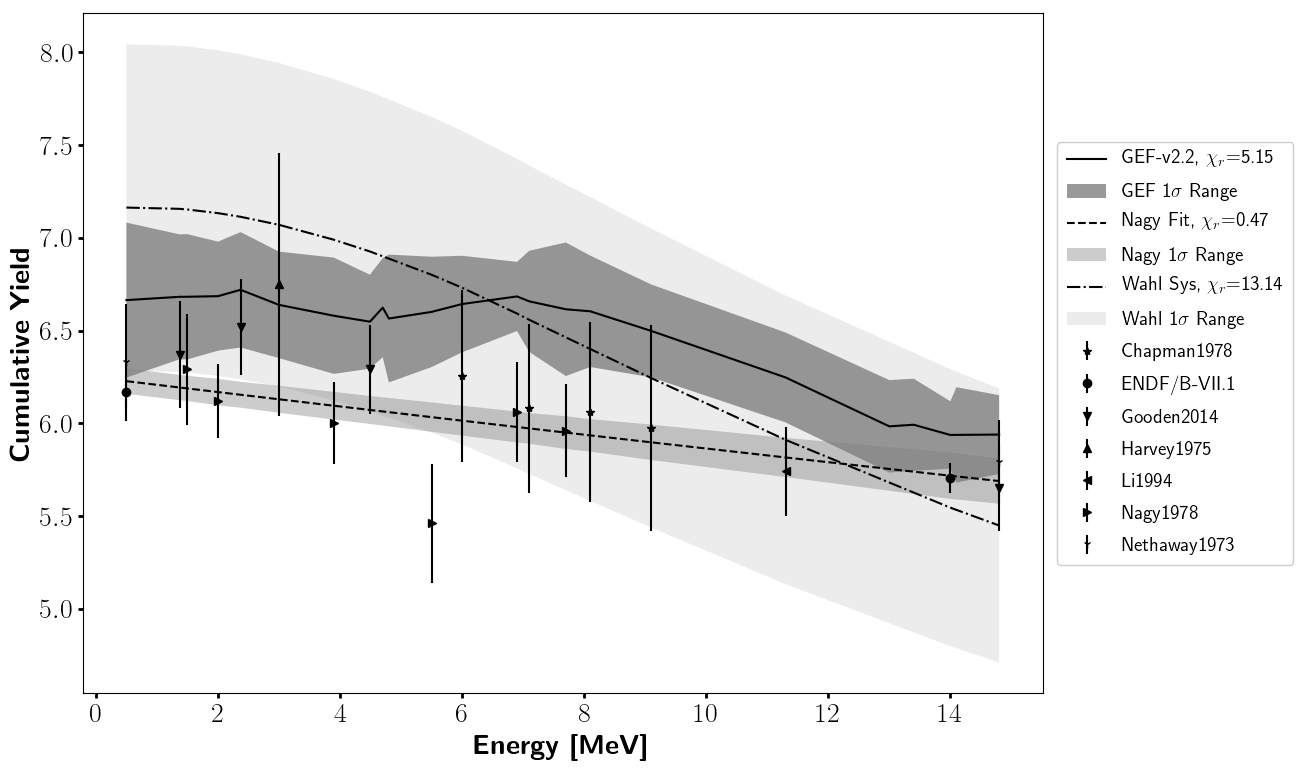 8.0
7.5
7.0
6.5
6.0
5.5
5.0
Cumulative Yield
0 2 4 6 8 10 12 14
Energy [MeV]
GEF-v2.2, χr=5.15
GEF 1σ Range
Nagy Fit, χr=0.47
Nagy 1σ Range
Wahl Sys, χr=13.14
Wahl 1σ Range
Chapman1978
ENDF/B-VII.1
Gooden2014
Harvey1975
Li1994
Nagy1978
Nethaway1973